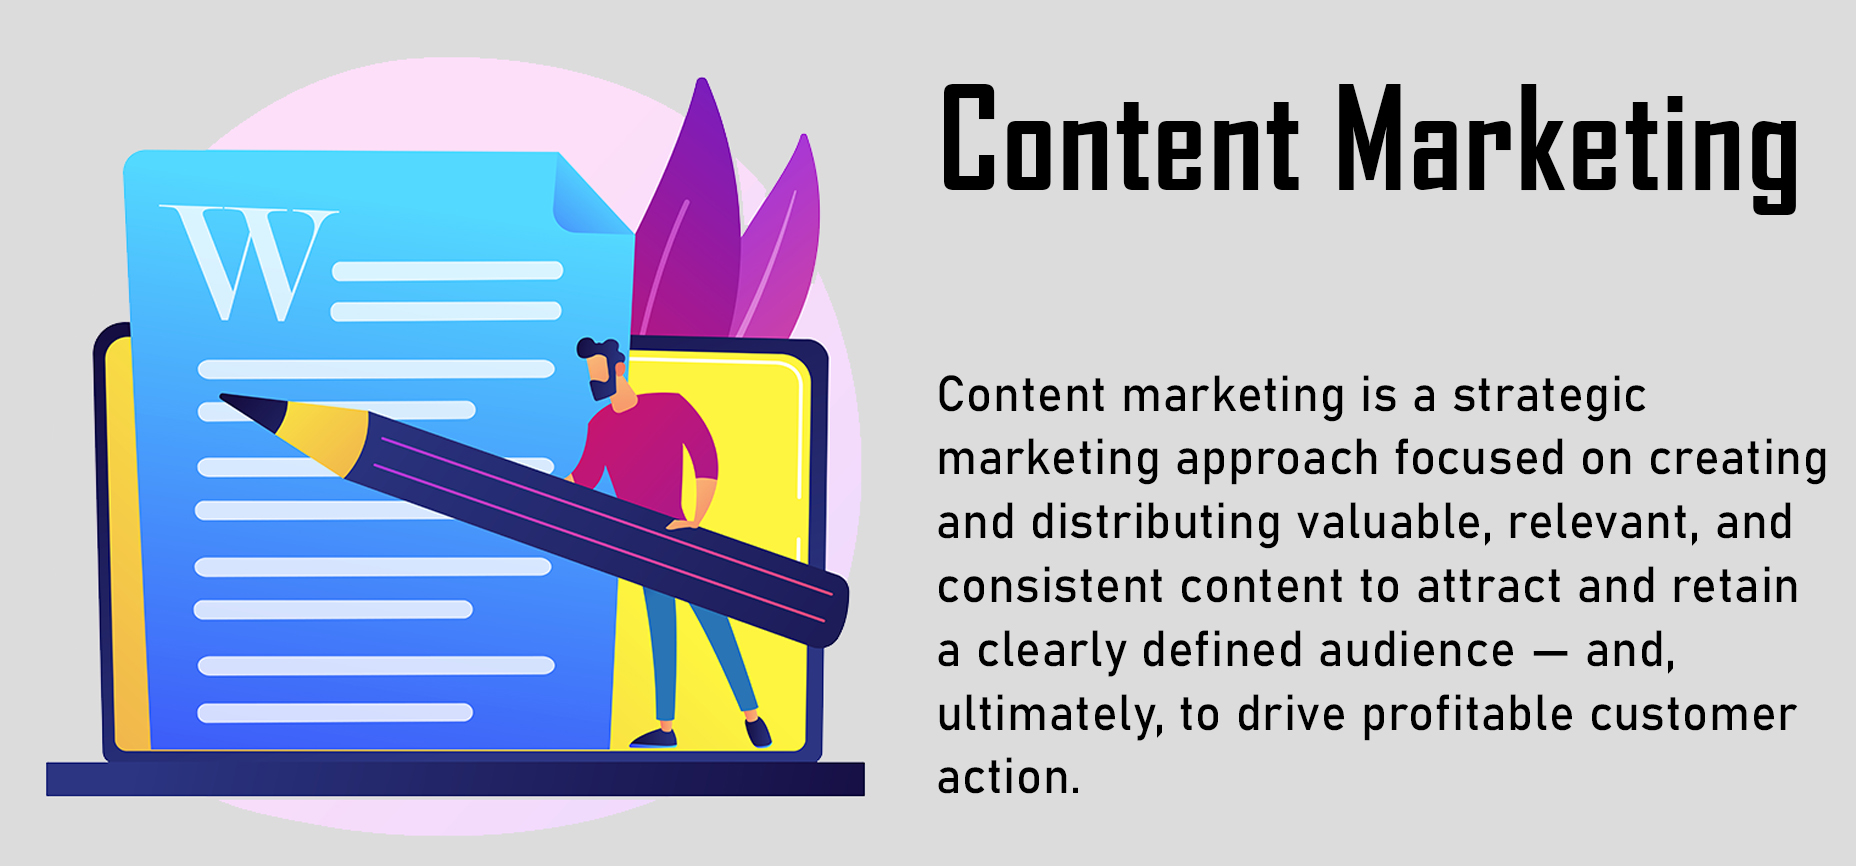 Content Marketing
W
Content marketing is a strategic
marketing approach focused on creating
and distributing valuable, relevant, and
consistent content to attract and retain
a clearly defined audience — and,
ultimately, to drive profitable customer
action.